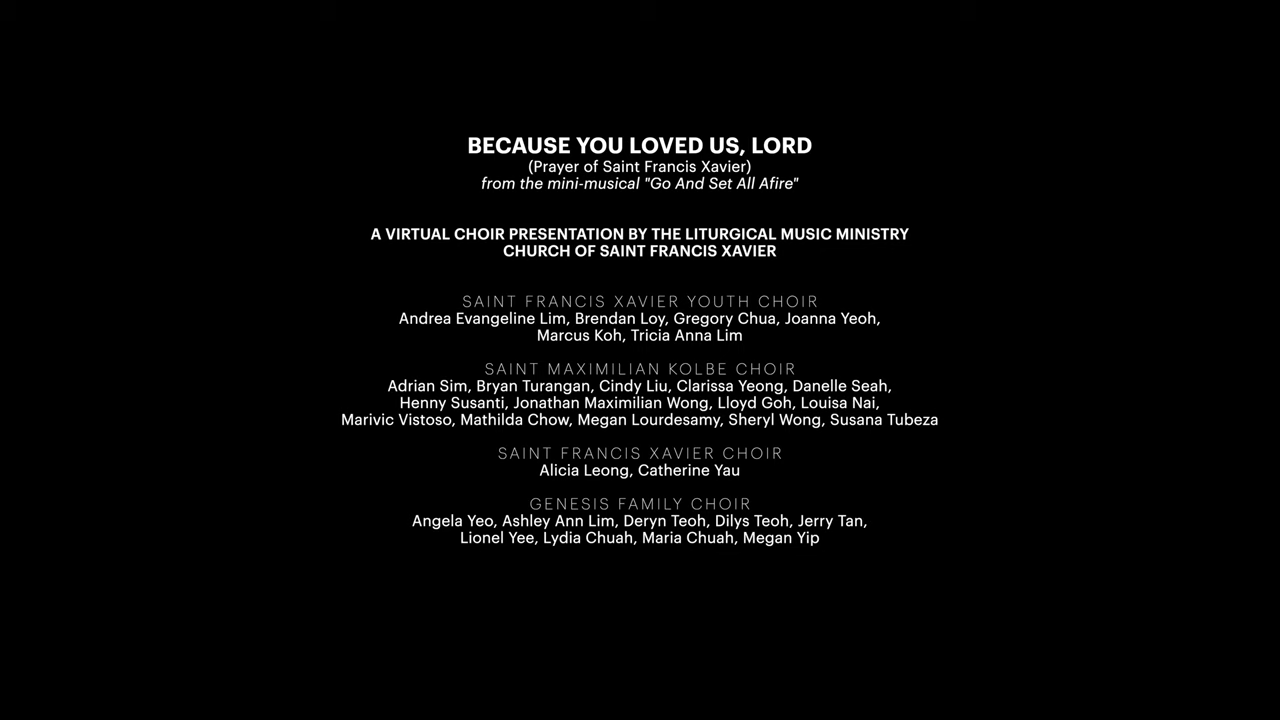 BECAUSE YOU LOVED US, LORD
(Prayer of Saint Francis Xavier)
from the mini-musical "Go And Set All Afire"
A VIRTUAL CHOIR PRESENTATION BY THE LITURGICAL MUSIC MINISTRY
CHURCH OF SAINT FRANCIS XAVIER
SAINT FRANCIS XAVIER YOUTH CHOIR
Andrea Evangeline Lim, Brendan Loy, Gregory Chua, Joanna Yeoh,
Marcus Koh, Tricia Anna Lim
SAINT MAXIMILIAN KOLBE CHOIR
Adrian Sim, Bryan Turangan, Cindy Liu, Clarissa Yeong, Danelle Seah,
Henny Susanti, Jonathan Maximilian Wong, Lloyd Goh, Louisa Nai,
Marivic Vistoso, Mathilda Chow, Megan Lourdesamy, Sheryl Wong, Susana Tubeza
SAINT FRANCIS XAVIER CHOIR
Alicia Leong, Catherine Yau
GENESIS FAMILY CHOIR
Angela Yeo, Ashley Ann Lim, Deryn Teoh, Dilys Teoh, Jerry Tan,
Lionel Yee, Lydia Chuah, Maria Chuah, Megan Yip